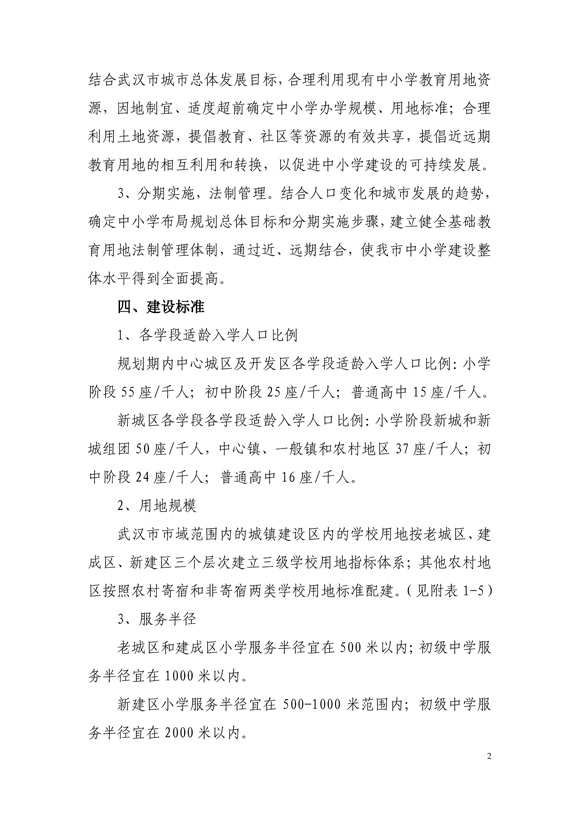 结合武汉市城市总体发展目标，合理利用现有中小学教育用地资
源，因地制宜、适度超前确定中小学办学规模、用地标准；合理
利用土地资源，提倡教育、社区等资源的有效共享，提倡近远期
教育用地的相互利用和转换，以促进中小学建设的可持续发展。
3、分期实施，法制管理。结合人口变化和城市发展的趋势，
确定中小学布局规划总体目标和分期实施步骤，建立健全基础教
育用地法制管理体制，通过近、远期结合，使我市中小学建设整
体水平得到全面提高。
四、建设标准
1、各学段适龄入学人口比例
规划期内中心城区及开发区各学段适龄入学人口比例：小学
阶段 55 座/千人；初中阶段 25 座/千人；普通高中 15 座/千人。
新城区各学段各学段适龄入学人口比例：小学阶段新城和新
城组团 50 座/千人，中心镇、一般镇和农村地区 37 座/千人；初
中阶段 24 座/千人；普通高中 16 座/千人。
2、用地规模
武汉市市域范围内的城镇建设区内的学校用地按老城区、建
成区、新建区三个层次建立三级学校用地指标体系；其他农村地
区按照农村寄宿和非寄宿两类学校用地标准配建。（见附表 1-5）
3、服务半径
老城区和建成区小学服务半径宜在 500 米以内；初级中学服
务半径宜在 1000 米以内。
新建区小学服务半径宜在 500-1000 米范围内；初级中学服
务半径宜在 2000 米以内。
2